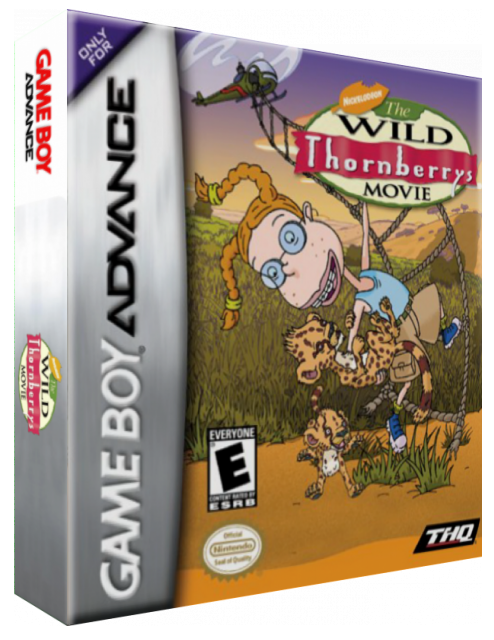 GAME BOY
ADVANCE
NICKELODEON
WILD
Thornberrys
MOVIE
ONLY
FOR
GAME BOY ADVANCE
NICKELODEON
The
WILD
Thornberrys
MOVIE
EVERYONE
E
CONTENT RATED BY
ESRB
Official
Nintendo
Seal of Quality
THQ